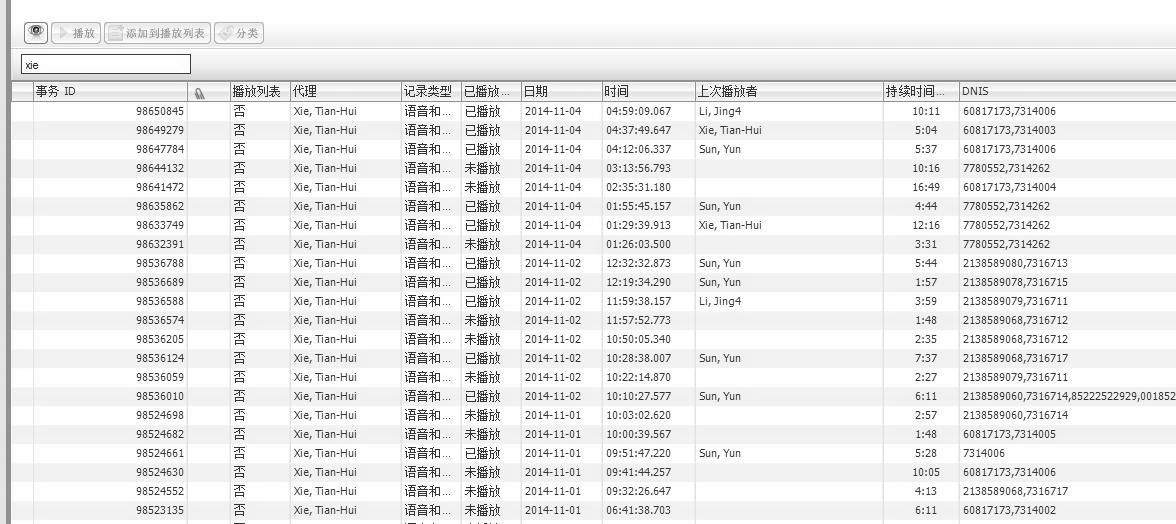 播放 添加到播放列表 分类
xie
事务 ID 播放列表 代理 记录类型 已播放... 日期 时间 上次播放者 持续时间... DNIS
98650845 否 Xie, Tian-Hui 语音和... 已播放 2014-11-04 04:59:09.067 Li, Jing4 10:11 60817173,7314006
98649279 否 Xie, Tian-Hui 语音和... 已播放 2014-11-04 04:37:49.647 Xie, Tian-Hui 5:04 60817173,7314003
98647784 否 Xie, Tian-Hui 语音和... 已播放 2014-11-04 04:12:06.337 Sun, Yun 5:37 60817173,7314006
98644132 否 Xie, Tian-Hui 语音和... 未播放 2014-11-04 03:13:56.793 10:16 7780552,7314262
98641472 否 Xie, Tian-Hui 语音和... 未播放 2014-11-04 02:35:31.180 16:49 60817173,7314004
98635862 否 Xie, Tian-Hui 语音和... 已播放 2014-11-04 01:55:45.157 Sun, Yun 4:44 7780552,7314262
98633749 否 Xie, Tian-Hui 语音和... 已播放 2014-11-04 01:29:39.913 Xie, Tian-Hui 12:16 7780552,7314262
98632391 否 Xie, Tian-Hui 语音和... 未播放 2014-11-04 01:26:03.500 3:31 7780552,7314262
98536788 否 Xie, Tian-Hui 语音和... 已播放 2014-11-02 12:32:32.873 Sun, Yun 5:44 2138589080,7316713
98536689 否 Xie, Tian-Hui 语音和... 已播放 2014-11-02 12:19:34.290 Sun, Yun 1:57 2138589078,7316715
98536588 否 Xie, Tian-Hui 语音和... 已播放 2014-11-02 11:59:38.157 Li, Jing4 3:59 2138589079,7316711
98536574 否 Xie, Tian-Hui 语音和... 未播放 2014-11-02 11:57:52.773 1:48 2138589068,7316712
98536205 否 Xie, Tian-Hui 语音和... 未播放 2014-11-02 10:50:05.340 2:35 2138589068,7316712
98536124 否 Xie, Tian-Hui 语音和... 已播放 2014-11-02 10:28:38.007 Sun, Yun 7:37 2138589068,7316717
98536059 否 Xie, Tian-Hui 语音和... 未播放 2014-11-02 10:22:14.870 2:27 2138589079,7316711
98536010 否 Xie, Tian-Hui 语音和... 已播放 2014-11-02 10:10:27.577 Sun, Yun 6:11 2138589060,7316714,85222522929,001852
98524698 否 Xie, Tian-Hui 语音和... 未播放 2014-11-01 10:03:02.620 2:57 2138589060,7316714
98524682 否 Xie, Tian-Hui 语音和... 未播放 2014-11-01 10:00:39.567 1:48 60817173,7314005
98524661 否 Xie, Tian-Hui 语音和... 已播放 2014-11-01 09:51:47.220 Sun, Yun 5:28 7314006
98524630 否 Xie, Tian-Hui 语音和... 未播放 2014-11-01 09:41:44.257 10:05 60817173,7314006
98524552 否 Xie, Tian-Hui 语音和... 未播放 2014-11-01 09:32:26.647 4:13 2138589068,7316717
98523135 否 Xie, Tian-Hui 语音和... 未播放 2014-11-01 06:41:38.703 6:11 60817173,7314002